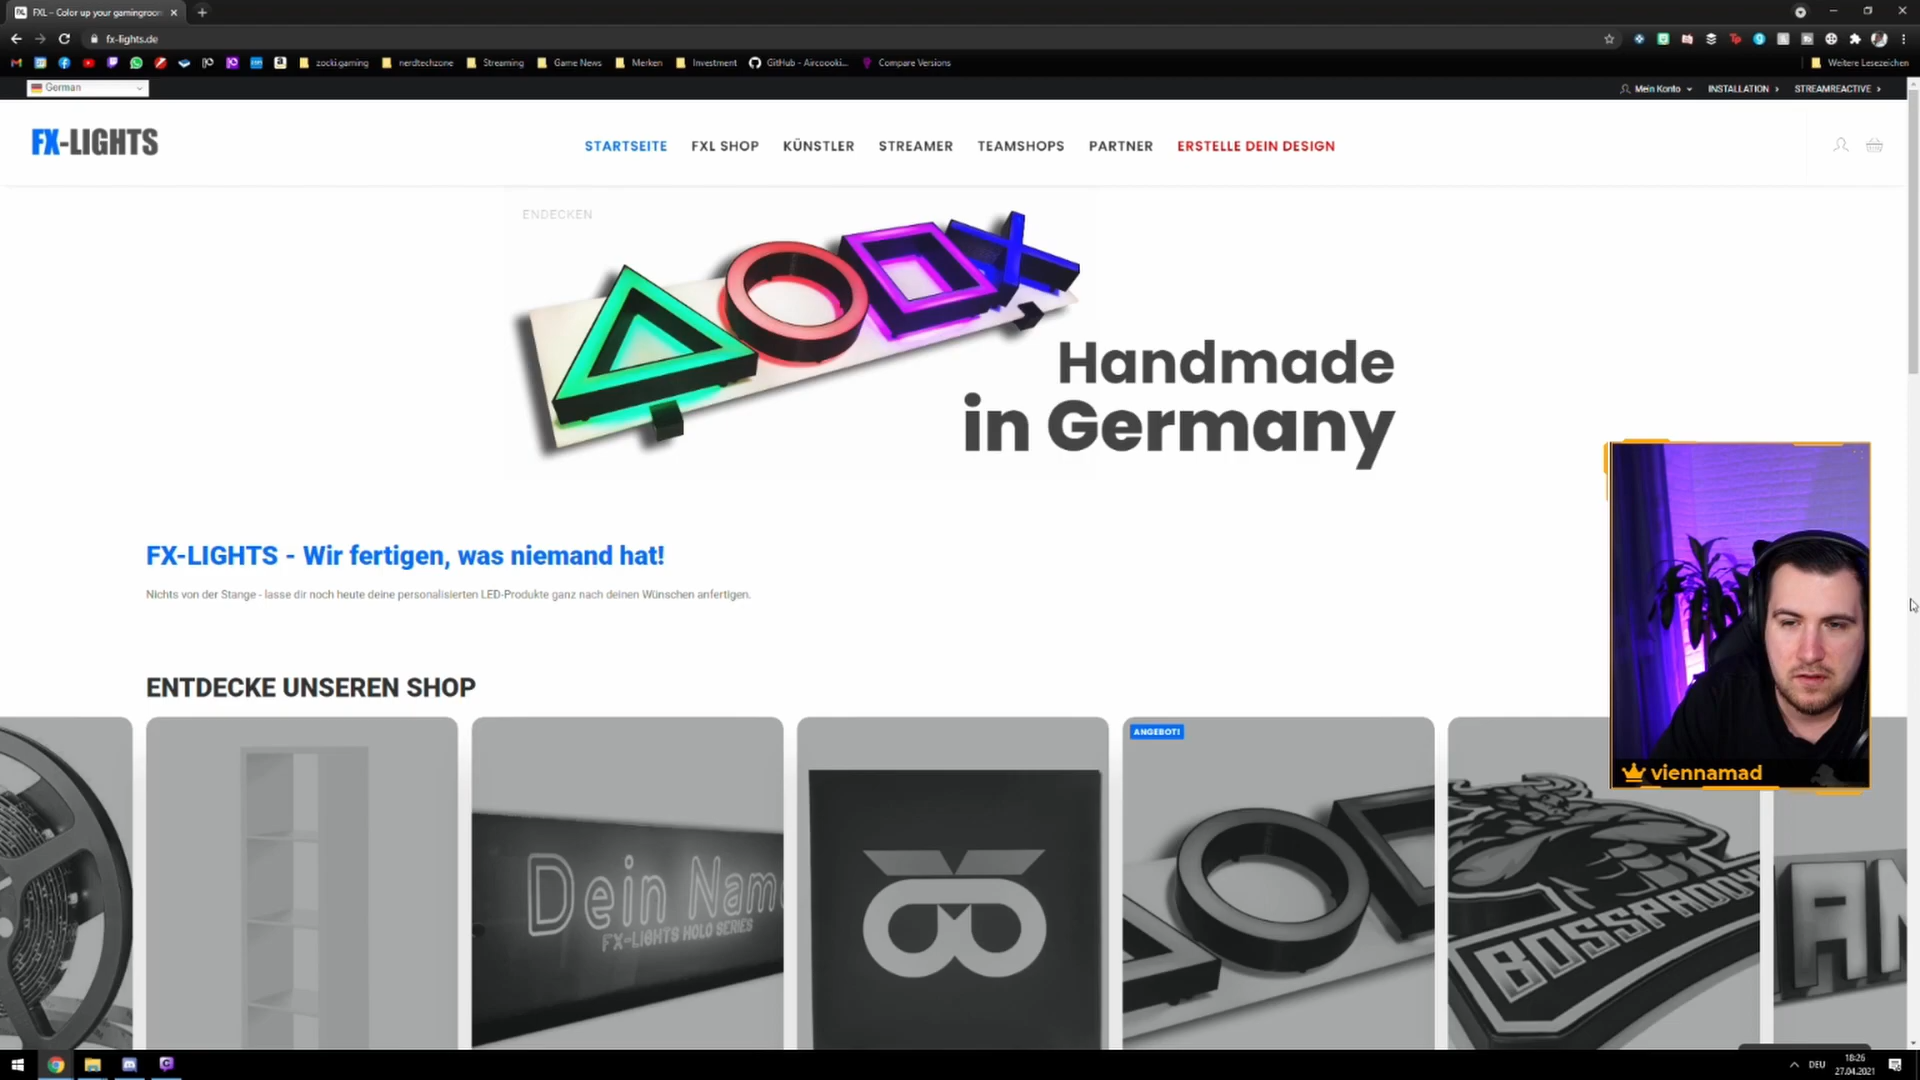 FXL – Color up your gamingroom
fx-lights.de
zocki.gaming
nerdtechzone
Streaming
Game News
Merken
Investment
GitHub - Aircoooki...
Compare Versions
Weitere Lesezeichen
German
Mein Konto
INSTALLATION
STREAMREACTIVE
FX-LIGHTS
STARTSEITE
FXL SHOP
KÜNSTLER
STREAMER
TEAMSHOPS
PARTNER
ERSTELLE DEIN DESIGN
ENDECKEN
Handmade
in Germany
FX-LIGHTS - Wir fertigen, was niemand hat!
Nichts von der Stange - lasse dir noch heute deine personalisierten LED-Produkte ganz nach deinen Wünschen anfertigen.
viennamad
ENTDECKE UNSEREN SHOP
ANGEBOT!
Dein Nam
FX-LIGHTS HOLO SERIES
AN
DEU
18:26
27.04.2021